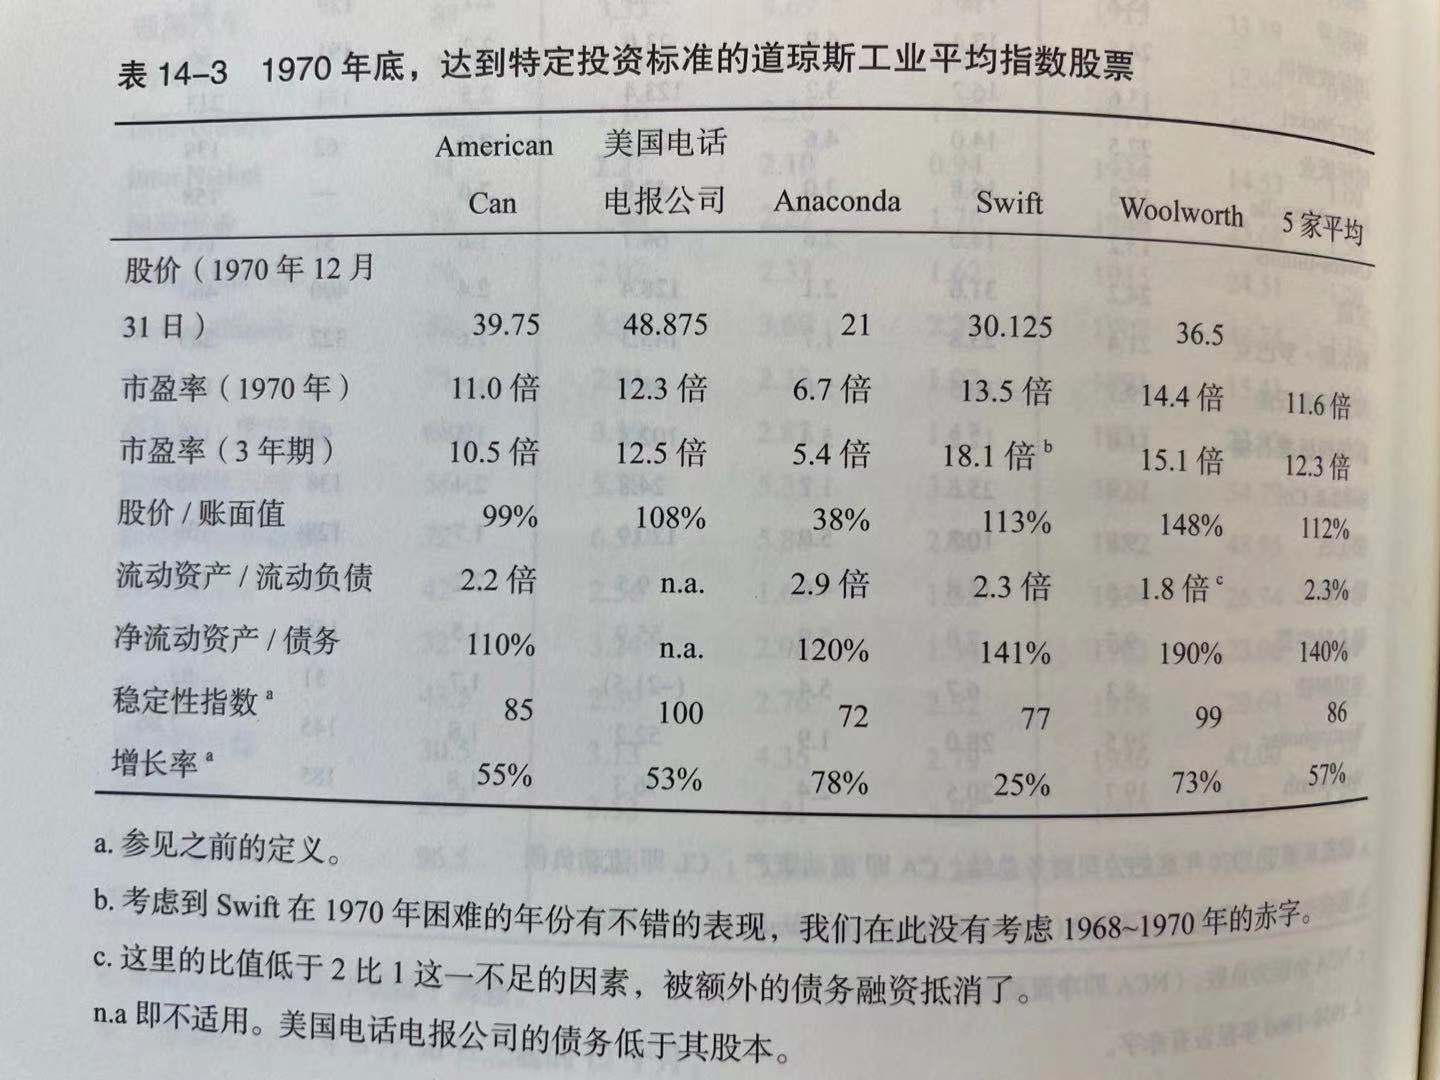 表 14-3 1970 年底，达到特定投资标准的道琼斯工业平均指数股票
American 美国电话
Can 电报公司 Anaconda Swift Woolworth 5 家平均
股价（1970 年 12 月
31 日） 39.75 48.875 21 30.125 36.5
市盈率（1970 年） 11.0 倍 12.3 倍 6.7 倍 13.5 倍 14.4 倍 11.6 倍
市盈率（3 年期） 10.5 倍 12.5 倍 5.4 倍 18.1 倍 b 15.1 倍 12.3 倍
股价 / 账面值 99% 108% 38% 113% 148% 112%
流动资产 / 流动负债 2.2 倍 n.a. 2.9 倍 2.3 倍 1.8 倍 c 2.3%
净流动资产 / 债务 110% n.a. 120% 141% 190% 140%
稳定性指数 a 85 100 72 77 99 86
增长率 a 55% 53% 78% 25% 73% 57%
a. 参见之前的定义。
b. 考虑到 Swift 在 1970 年困难的年份有不错的表现，我们在此没有考虑 1968~1970 年的赤字。
c. 这里的比值低于 2 比 1 这一不足的因素，被额外的债务融资抵消了。
n.a 即不适用。美国电话电报公司的债务低于其股本。